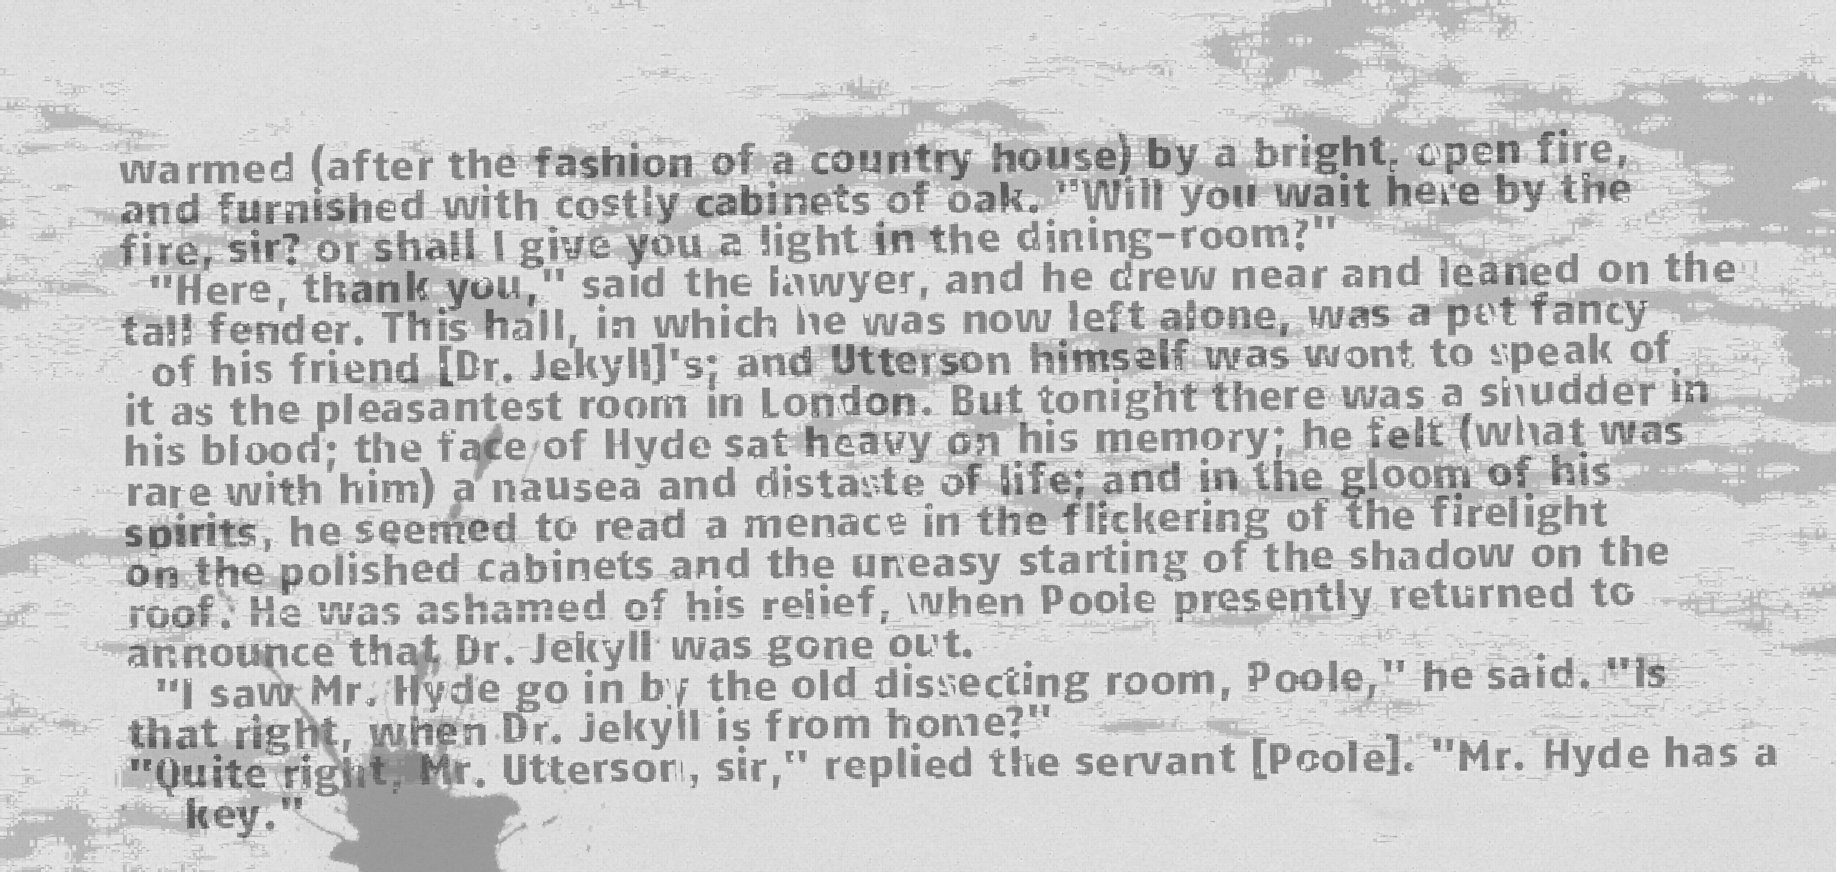 warmed (after the fashion of a country house) by a bright, open fire,
and furnished with costly cabinets of oak. "Will you wait here by the
fire, sir? or shall I give you a light in the dining-room?"
"Here, thank you," said the lawyer, and he drew near and leaned on the
tall fender. This hall, in which he was now left alone, was a pet fancy
of his friend [Dr. Jekyll]'s; and Utterson himself was wont to speak of
it as the pleasantest room in London. But tonight there was a shudder in
his blood; the face of Hyde sat heavy on his memory; he felt (what was
rare with him) a nausea and distaste of life; and in the gloom of his
spirits, he seemed to read a menace in the flickering of the firelight
on the polished cabinets and the uneasy starting of the shadow on the
roof. He was ashamed of his relief, when Poole presently returned to
announce that Dr. Jekyll was gone out.
"I saw Mr. Hyde go in by the old dissecting room, Poole," he said. "Is
that right, when Dr. Jekyll is from home?"
"Quite right, Mr. Utterson, sir," replied the servant [Poole]. "Mr. Hyde has a
key."